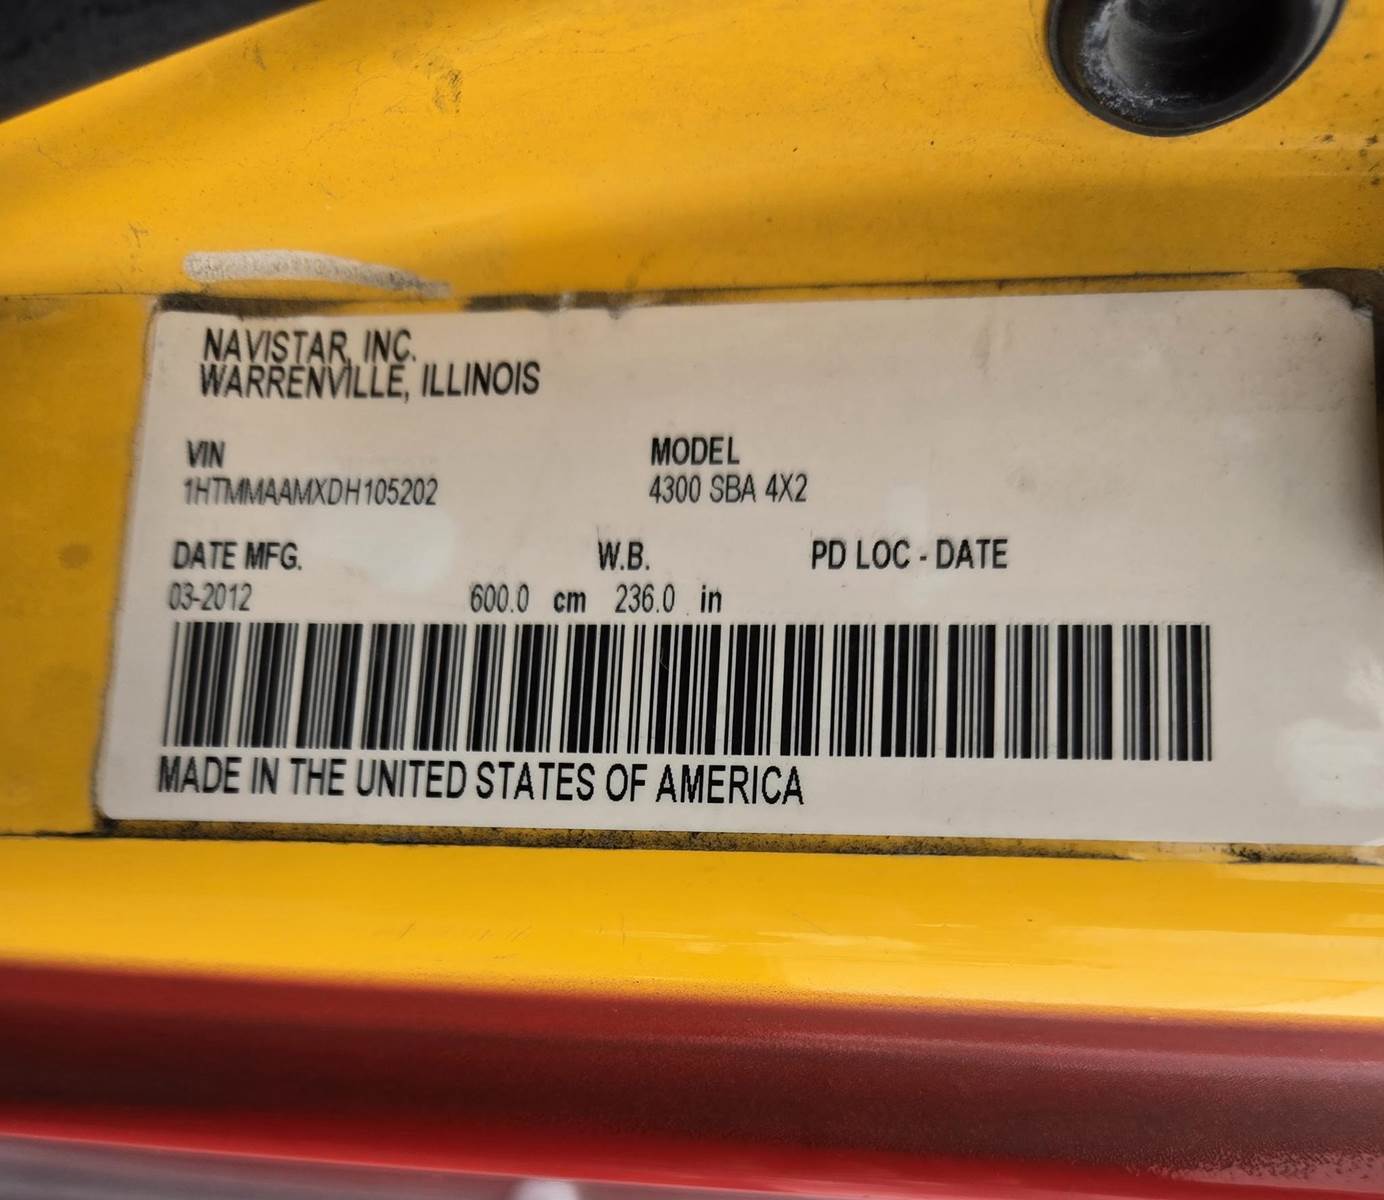 NAVISTAR, INC.
WARRENVILLE, ILLINOIS
VIN MODEL
1HTMMAAMXDH105202 4300 SBA 4X2
DATE MFG. W.B. PD LOC - DATE
03-2012 600.0 cm 236.0 in
MADE IN THE UNITED STATES OF AMERICA